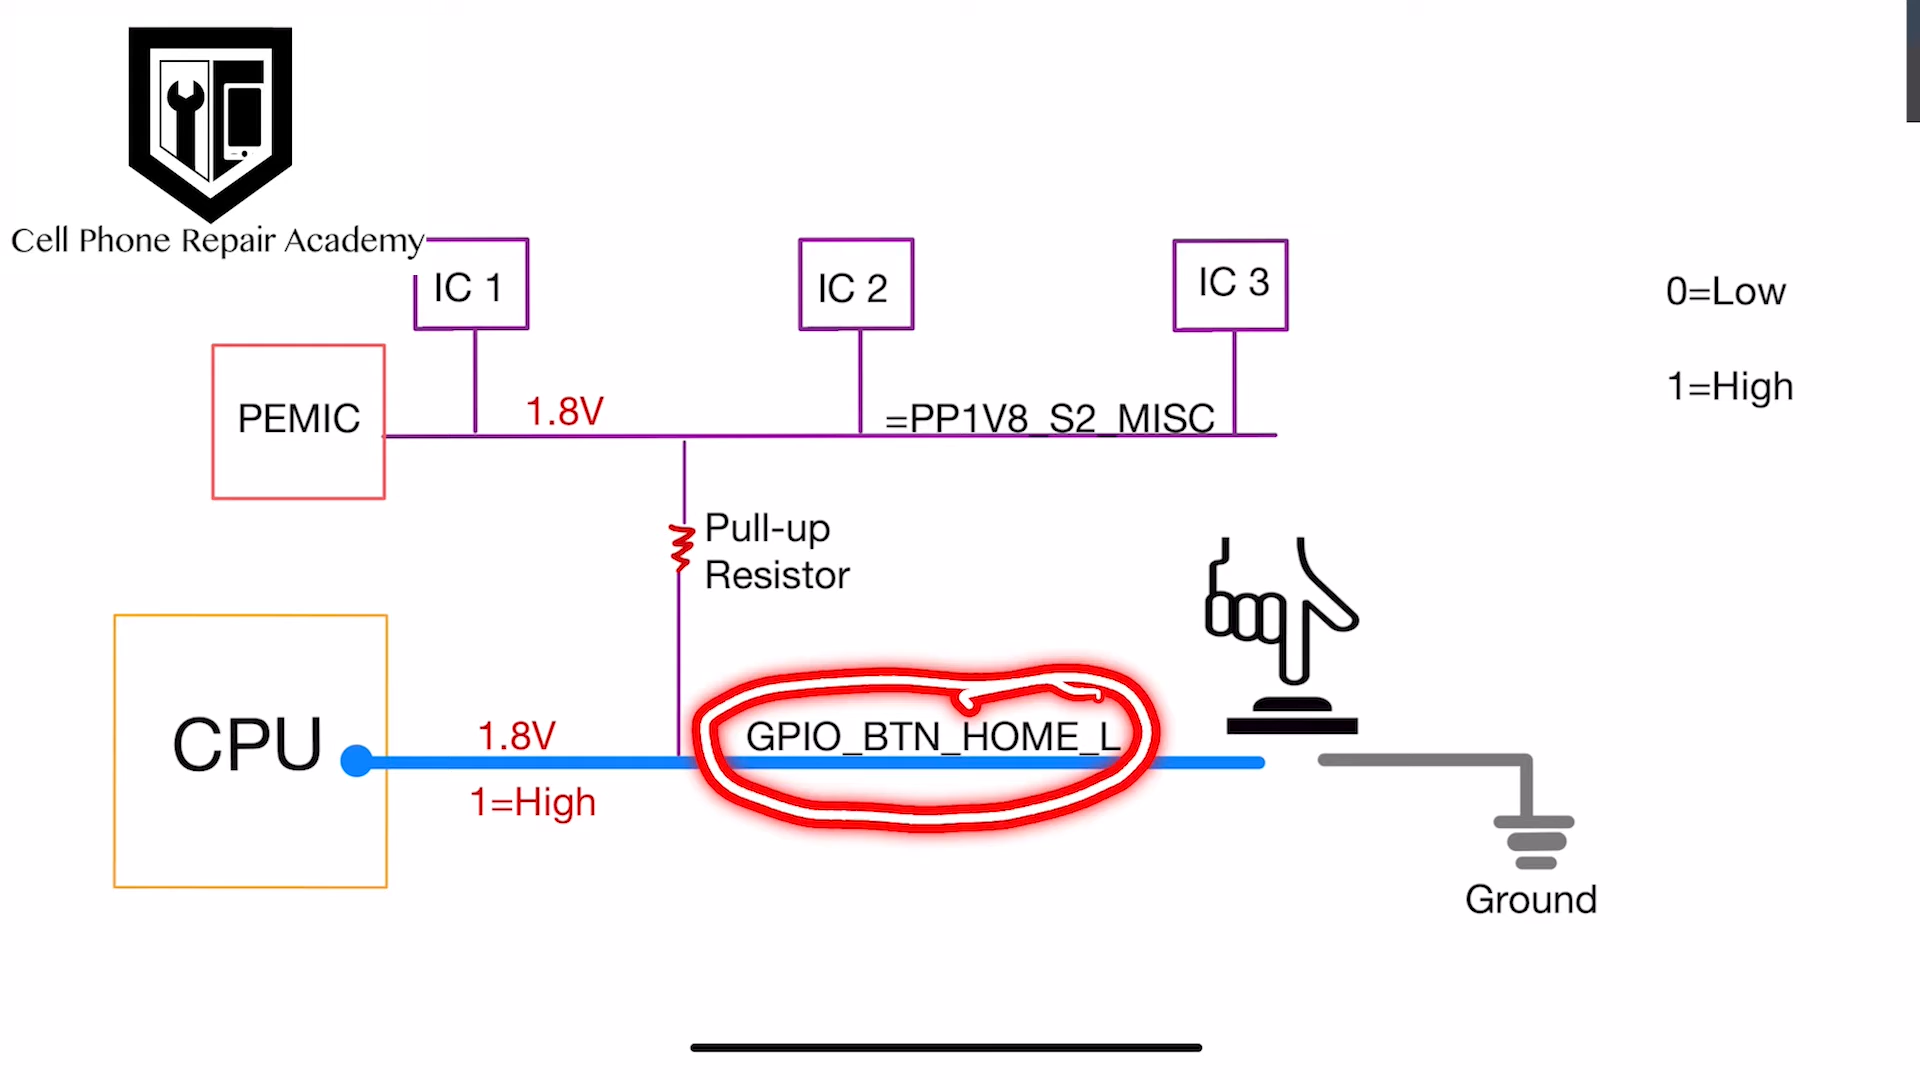 Cell Phone Repair Academy
IC 1
IC 2
IC 3
0=Low
1=High
PEMIC
1.8V
=PP1V8_S2_MISC
Pull-up
Resistor
CPU
1.8V
GPIO_BTN_HOME_L
1=High
Ground